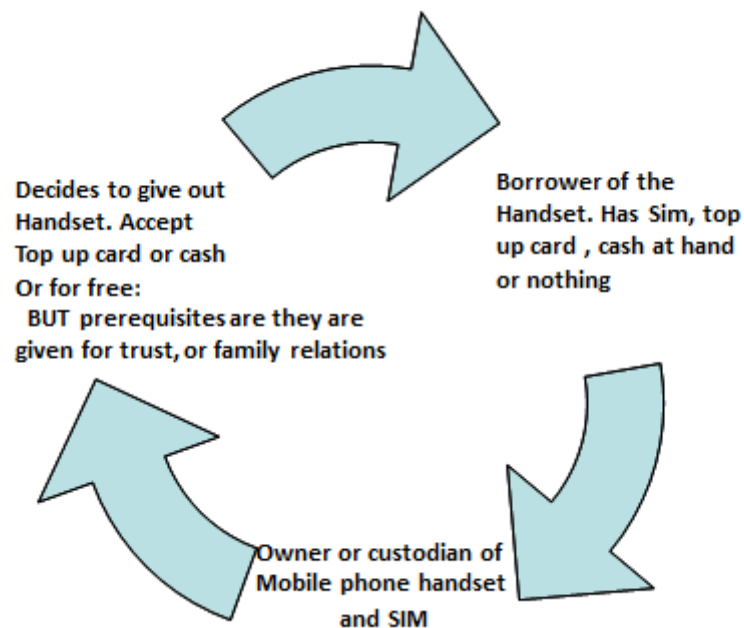 Decides to give out
Handset. Accept
Top up card or cash
Or for free:
BUT prerequisites are they are
given for trust, or family relations
Borrower of the
Handset. Has Sim, top
up card , cash at hand
or nothing
Owner or custodian of
Mobile phone handset
and SIM